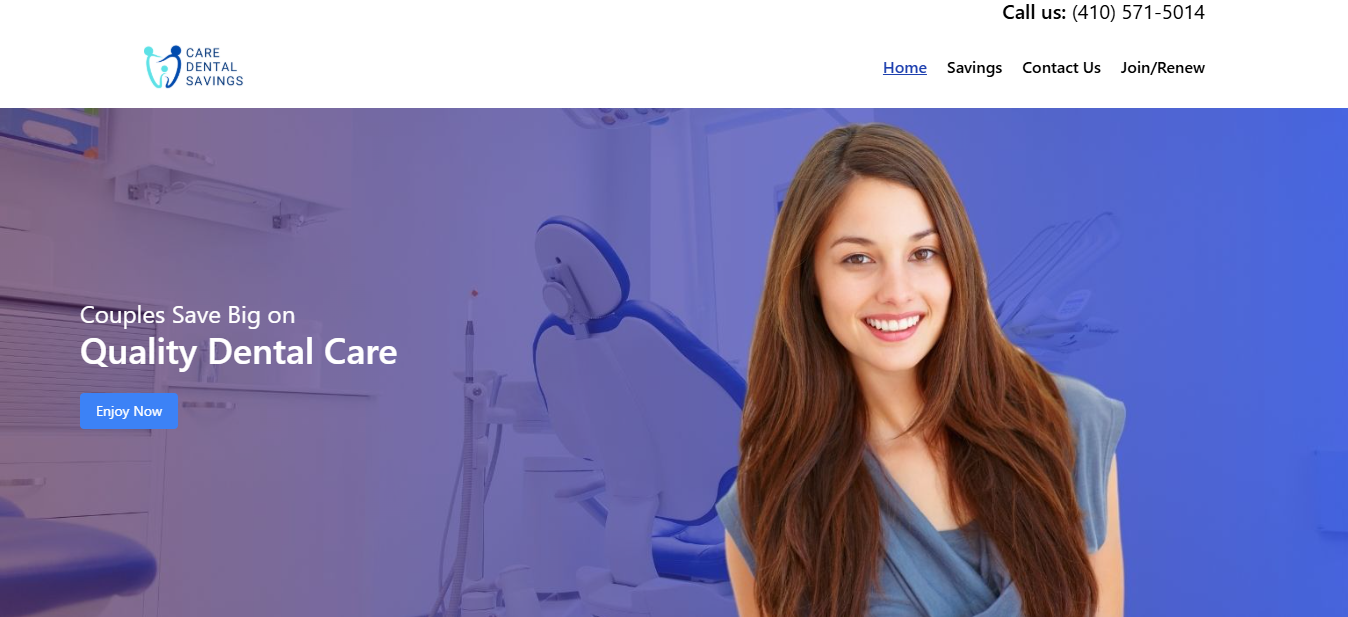 Call us: (410) 571-5014
CARE
DENTAL
SAVINGS
Home Savings Contact Us Join/Renew
Couples Save Big on
Quality Dental Care
Enjoy Now